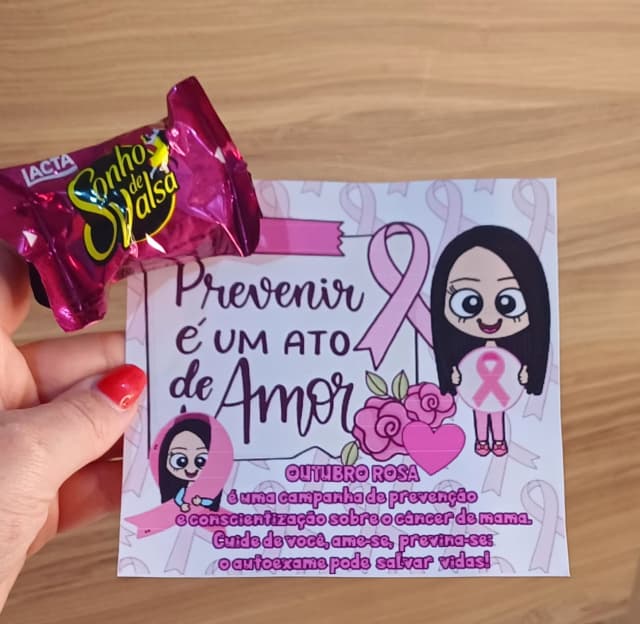 LACTA
Sonho
de
Valsa
Prevenir
é UM ATO
de Amor
OUTUBRO ROSA
é uma campanha de prevenção
e conscientização sobre o câncer de mama.
Cuide de você, ame-se, previna-se:
o autoexame pode salvar vidas!